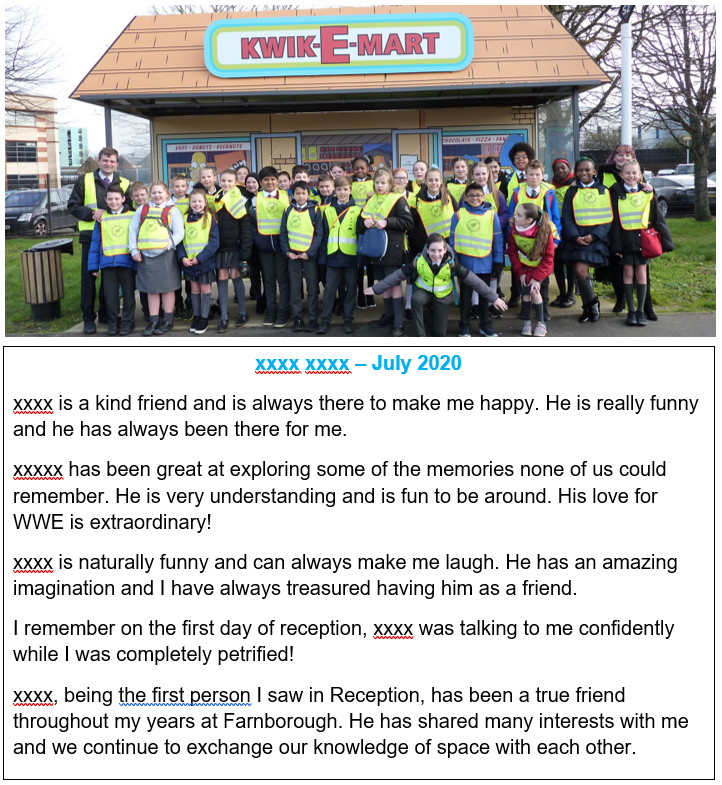 KWIK-E-MART
DUFF · DONUTS · BEERNUTS
CHOCOLATE · PIZZA ·
xxxx xxxx – July 2020
xxxx is a kind friend and is always there to make me happy. He is really funny
and he has always been there for me.
xxxxx has been great at exploring some of the memories none of us could
remember. He is very understanding and is fun to be around. His love for
WWE is extraordinary!
xxxx is naturally funny and can always make me laugh. He has an amazing
imagination and I have always treasured having him as a friend.
I remember on the first day of reception, xxxx was talking to me confidently
while I was completely petrified!
xxxx, being the first person I saw in Reception, has been a true friend
throughout my years at Farnborough. He has shared many interests with me
and we continue to exchange our knowledge of space with each other.